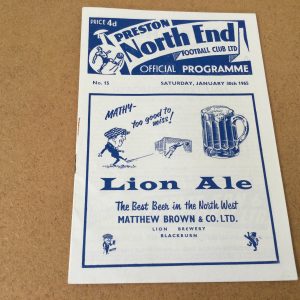 PRICE 4d
PRESTON
North End
FOOTBALL CLUB LTD
OFFICIAL PROGRAMME
No. 15
SATURDAY, JANUARY 30th 1965
MATHY-
too good to
miss!
Lion Ale
The Best Beer in the North West
MATTHEW BROWN & CO. LTD.
LION BREWERY
BLACKBURN